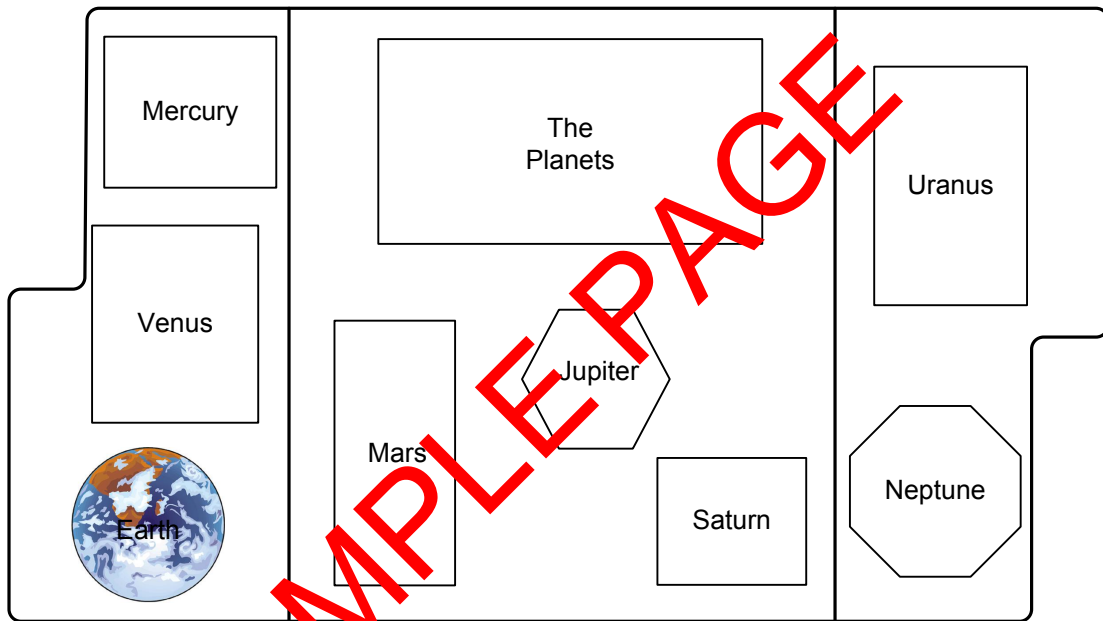 Mercury
The
Planets
Uranus
Venus
Jupiter
Mars
Neptune
Saturn
Earth
MPLE PAGE